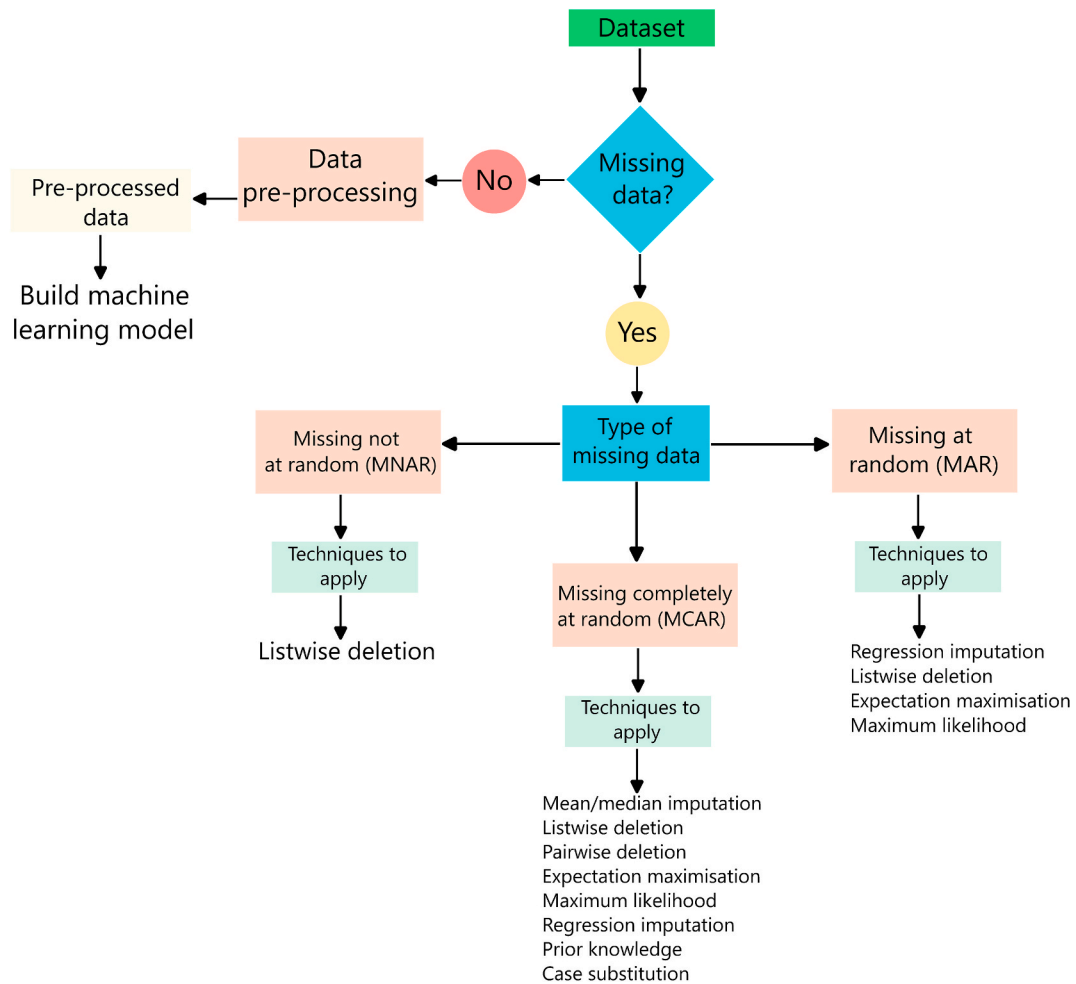 Dataset
Missing
data?
No
Data
pre-processing
Pre-processed
data
Build machine
learning model
Yes
Type of
missing data
Missing not
at random (MNAR)
Techniques to
apply
Listwise deletion
Missing completely
at random (MCAR)
Techniques to
apply
Mean/median imputation
Listwise deletion
Pairwise deletion
Expectation maximisation
Maximum likelihood
Regression imputation
Prior knowledge
Case substitution
Missing at
random (MAR)
Techniques to
apply
Regression imputation
Listwise deletion
Expectation maximisation
Maximum likelihood